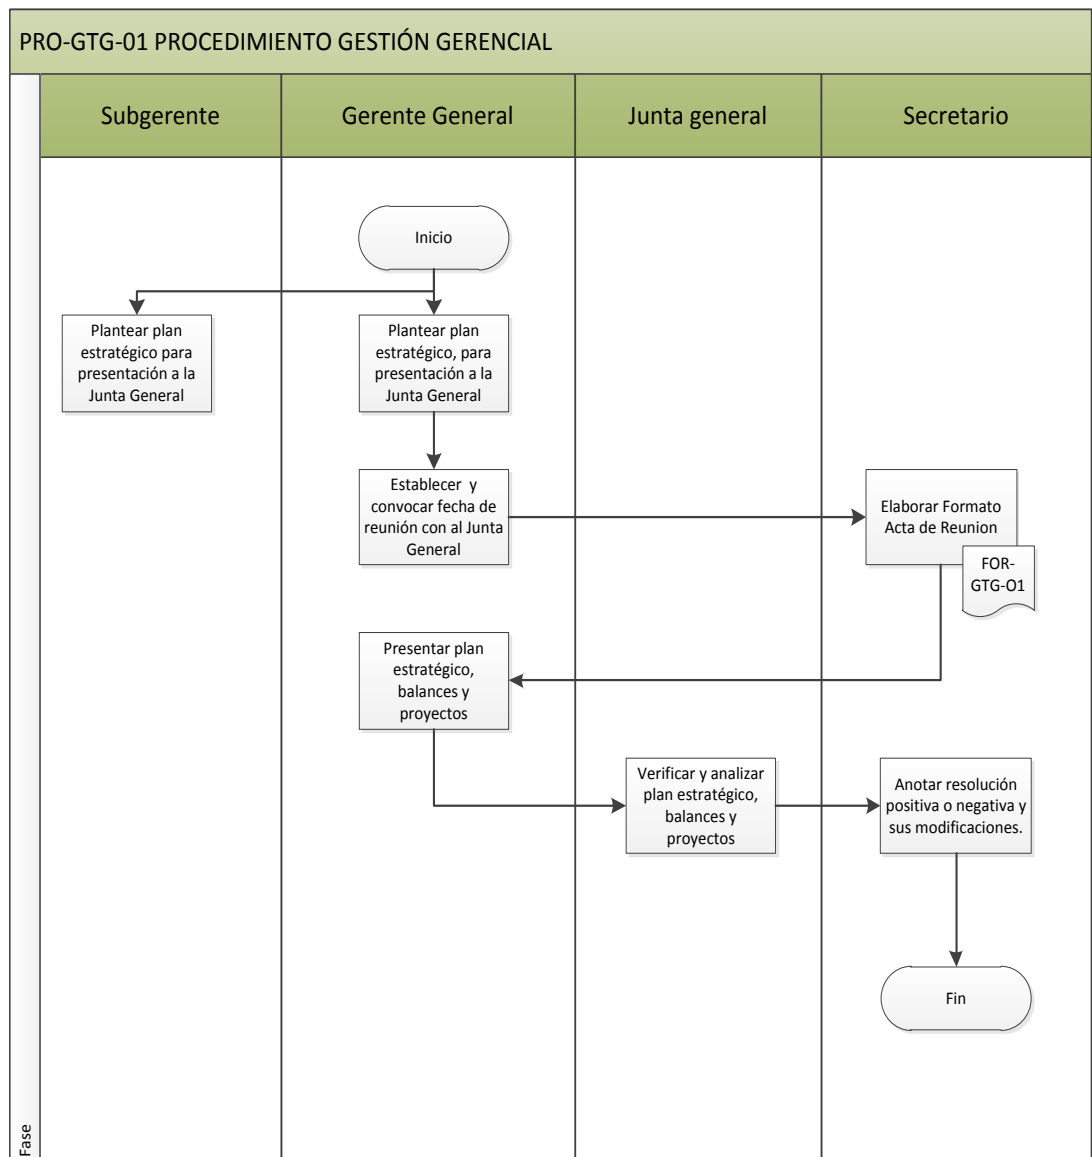 PRO-GTG-01 PROCEDIMIENTO GESTIÓN GERENCIAL
Subgerente
Gerente General
Junta general
Secretario
Inicio
Plantear plan
estratégico para
presentación a la
Junta General
Plantear plan
estratégico, para
presentación a la
Junta General
Establecer y
convocar fecha de
reunión con al Junta
General
Elaborar Formato
Acta de Reunion
FOR-
GTG-O1
Presentar plan
estratégico,
balances y
proyectos
Verificar y analizar
plan estratégico,
balances y
proyectos
Anotar resolución
positiva o negativa y
sus modificaciones.
Fin
Fase